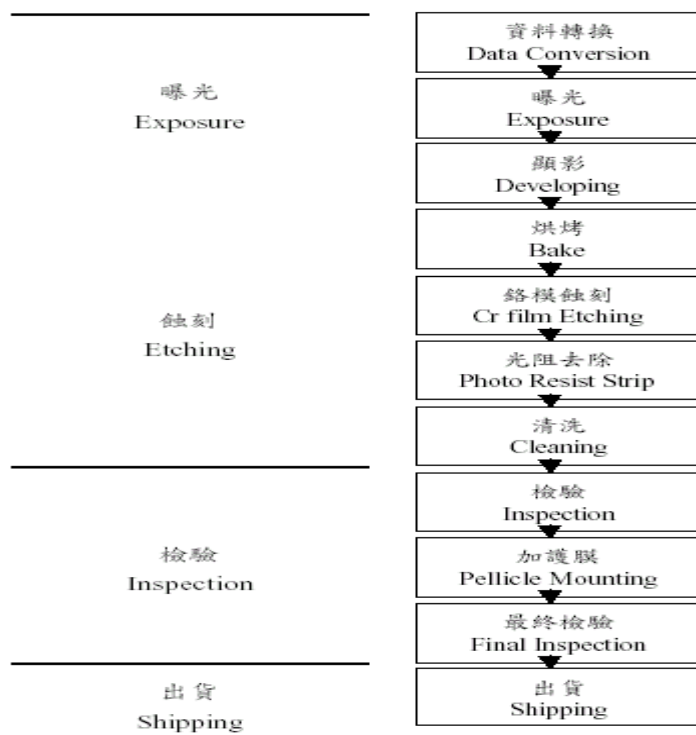 曝光
Exposure
蝕刻
Etching
檢驗
Inspection
出貨
Shipping
資料轉換
Data Conversion
曝光
Exposure
顯影
Developing
烘烤
Bake
鉻模蝕刻
Cr film Etching
光阻去除
Photo Resist Strip
清洗
Cleaning
檢驗
Inspection
加護膜
Pellicle Mounting
最終檢驗
Final Inspection
出貨
Shipping